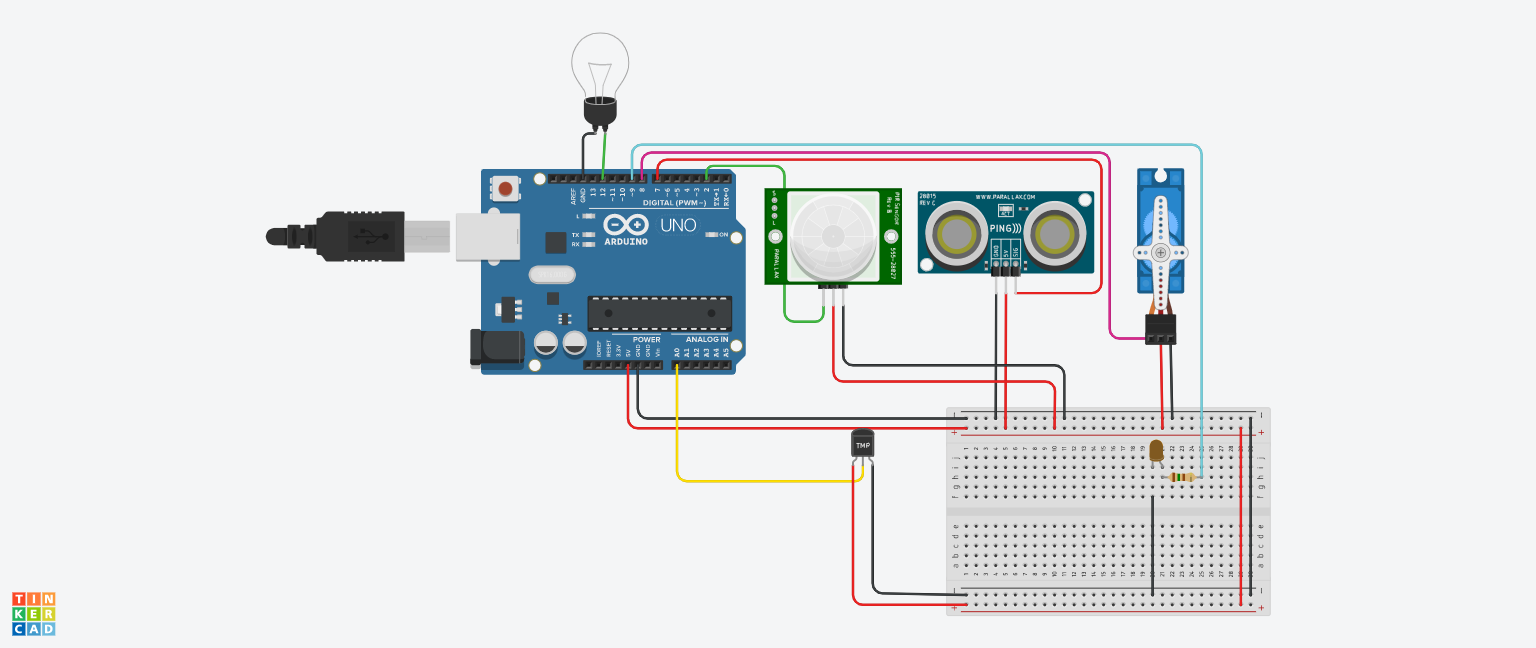 AREF
GND
13
12
~11
~10
~9
8
7
~6
~5
4
~3
2
TX→1
RX←0
DIGITAL (PWM~)
L
TX
RX
ARDUINO
UNO
ON
POWER
ANALOG IN
IOREF
RESET
3.3V
5V
GND
GND
Vin
A0
A1
A2
A3
A4
A5
PIR Sensor
Rev B
PARALLAX
555-28027
28015
REV C
WWW.PARALLAX.COM
ACT
PING)))
GND
5V
SIG
TMP
TIN
KER
CAD